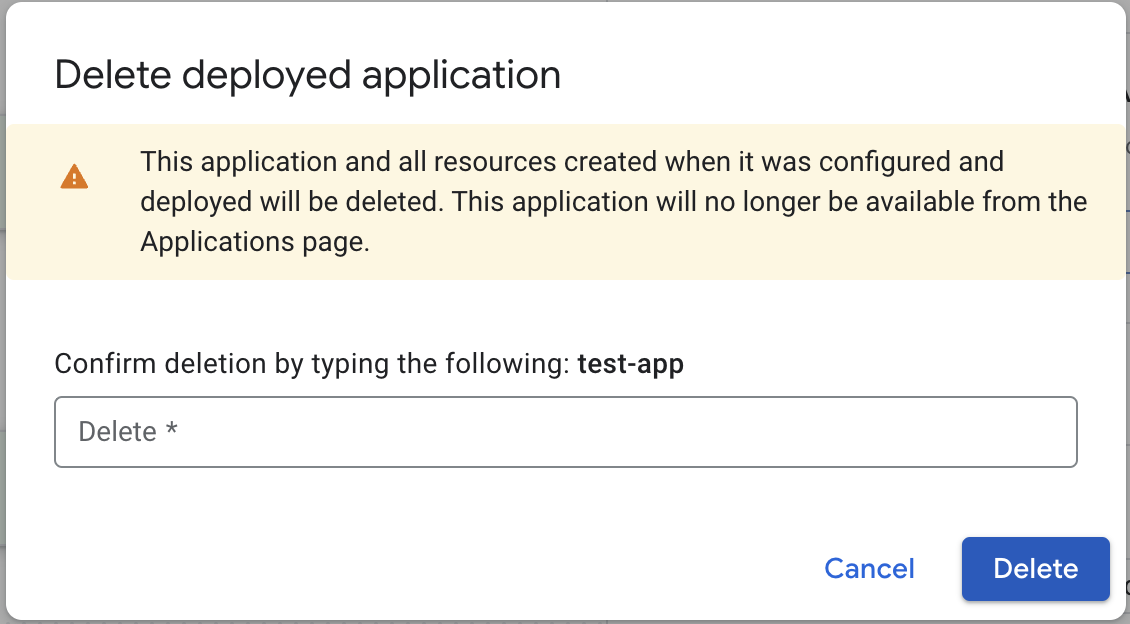 Delete deployed application
This application and all resources created when it was configured and
deployed will be deleted. This application will no longer be available from the
Applications page.
Confirm deletion by typing the following: test-app
Delete *
Cancel
Delete